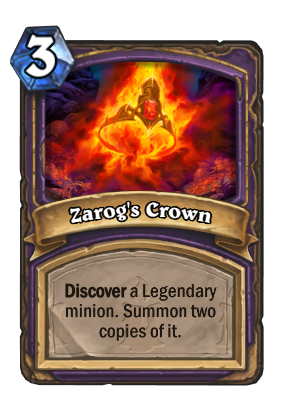 3
Zarog's Crown
Discover a Legendary
minion. Summon two
copies of it.